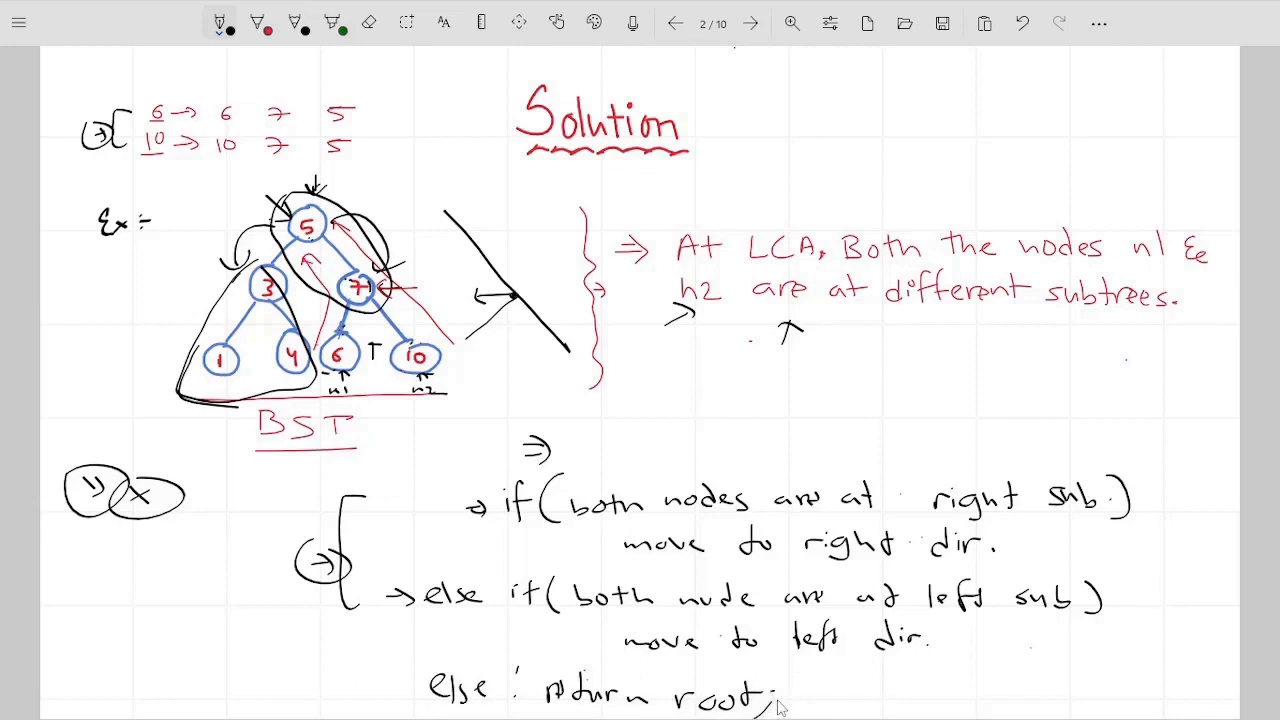 2 / 10
Solution
6 → 6 7 5
10 → 10 7 5
Ex :-
5
3 7
1 4 6 10
n1 n2
BST
⇒ At LCA, Both the nodes n1 &
n2 are at different subtrees.
→ if (both nodes are at right sub.)
move to right dir.
→ else if (both node are at left sub)
move to left dir.
else : return root;